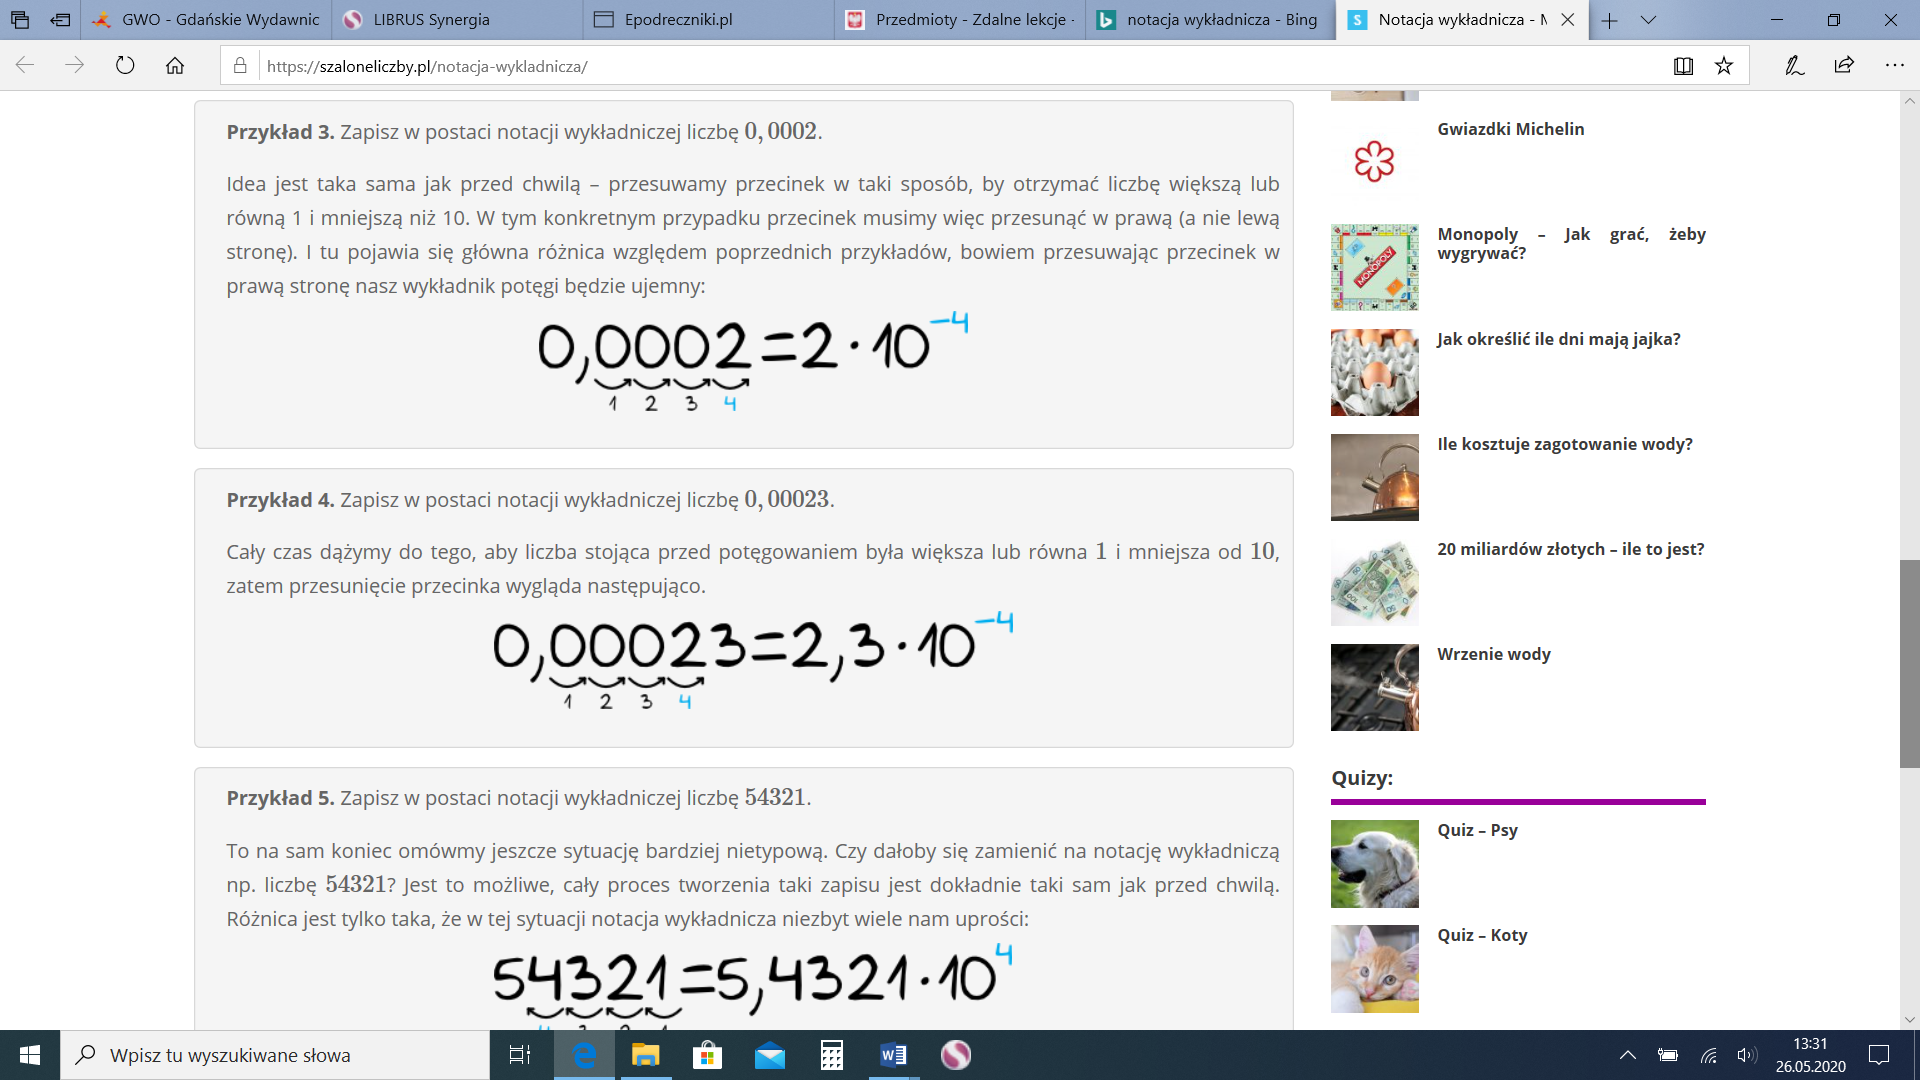 GWO - Gdańskie Wydawnic
LIBRUS Synergia
Epodreczniki.pl
Przedmioty - Zdalne lekcje -
notacja wykładnicza - Bing
Notacja wykładnicza - M
https://szaloneliczby.pl/notacja-wykladnicza/
Przykład 3. Zapisz w postaci notacji wykładniczej liczbę 0,0002.
Idea jest taka sama jak przed chwilą – przesuwamy przecinek w taki sposób, by otrzymać liczbę większą lub
równą 1 i mniejszą niż 10. W tym konkretnym przypadku przecinek musimy więc przesunąć w prawą (a nie lewą
stronę). I tu pojawia się główna różnica względem poprzednich przykładów, bowiem przesuwając przecinek w
prawą stronę nasz wykładnik potęgi będzie ujemny:
0,0002=2·10⁻⁴
1 2 3 4
Przykład 4. Zapisz w postaci notacji wykładniczej liczbę 0,00023.
Cały czas dążymy do tego, aby liczba stojąca przed potęgowaniem była większa lub równa 1 i mniejsza od 10,
zatem przesunięcie przecinka wygląda następująco.
0,00023=2,3·10⁻⁴
1 2 3 4
Przykład 5. Zapisz w postaci notacji wykładniczej liczbę 54321.
To na sam koniec omówmy jeszcze sytuację bardziej nietypową. Czy dałoby się zamienić na notację wykładniczą
np. liczbę 54321? Jest to możliwe, cały proces tworzenia taki zapisu jest dokładnie taki sam jak przed chwilą.
Różnica jest tylko taka, że w tej sytuacji notacja wykładnicza niezbyt wiele nam uprości:
54321=5,4321·10⁴
4 3 2 1
Gwiazdki Michelin
Monopoly – Jak grać, żeby
wygrywać?
MONOPOLY
Jak określić ile dni mają jajka?
Ile kosztuje zagotowanie wody?
20 miliardów złotych – ile to jest?
Wrzenie wody
Quizy:
Quiz – Psy
Quiz – Koty
Wpisz tu wyszukiwane słowa
13:31
26.05.2020